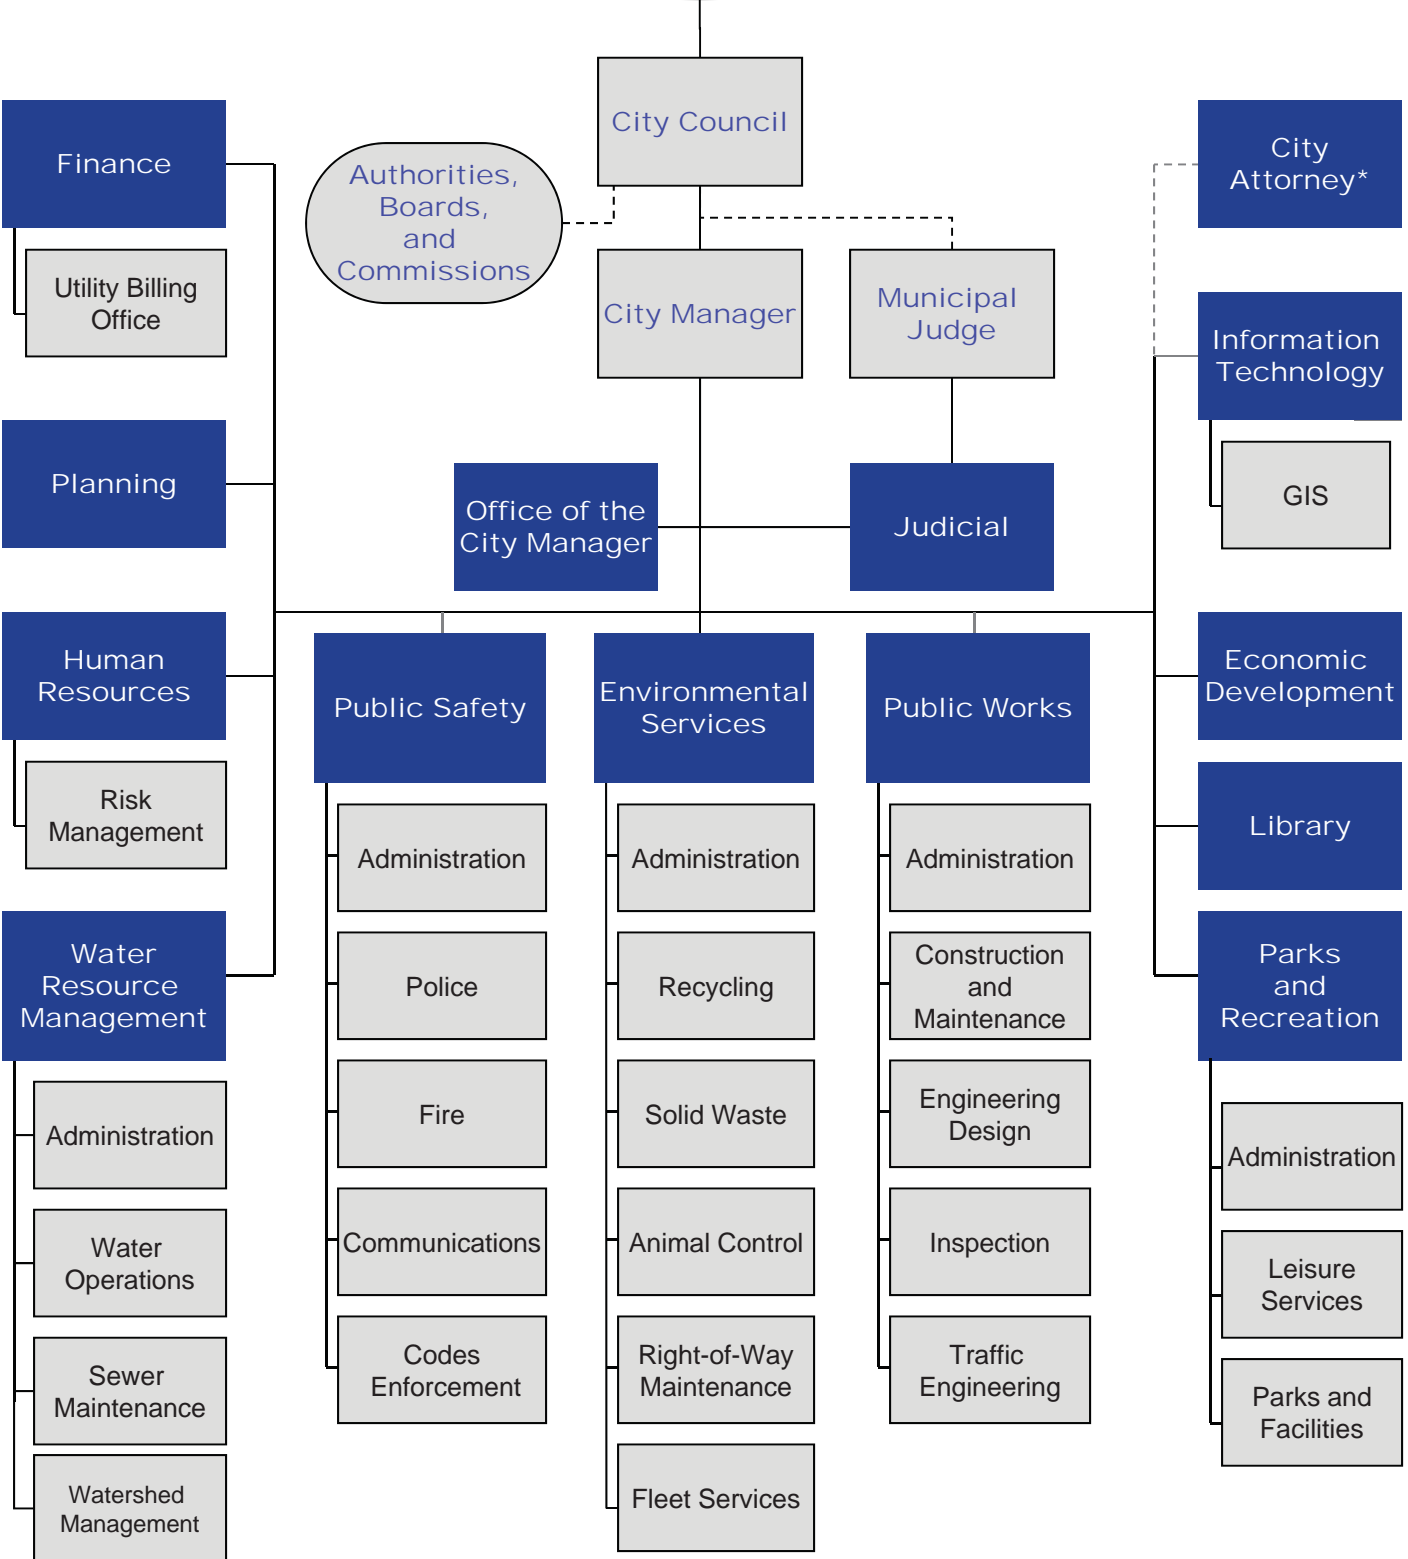 City Council
Authorities,
Boards,
and
Commissions
City Manager
Municipal
Judge
Office of the
City Manager
Judicial
Finance
Utility Billing
Office
Planning
Human
Resources
Risk
Management
Water
Resource
Management
Administration
Water
Operations
Sewer
Maintenance
Watershed
Management
Public Safety
Administration
Police
Fire
Communications
Codes
Enforcement
Environmental
Services
Administration
Recycling
Solid Waste
Animal Control
Right-of-Way
Maintenance
Fleet Services
Public Works
Administration
Construction
and
Maintenance
Engineering
Design
Inspection
Traffic
Engineering
City
Attorney*
Information
Technology
GIS
Economic
Development
Library
Parks
and
Recreation
Administration
Leisure
Services
Parks and
Facilities